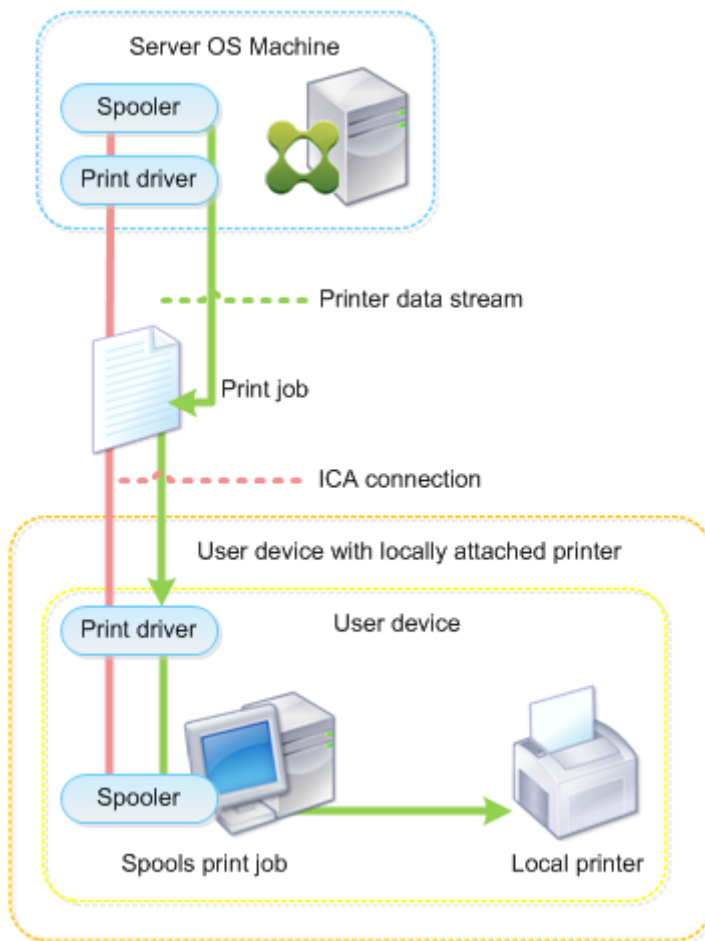 Server OS Machine
Spooler
Print driver
Printer data stream
Print job
ICA connection
User device with locally attached printer
Print driver
User device
Spooler
Spools print job
Local printer